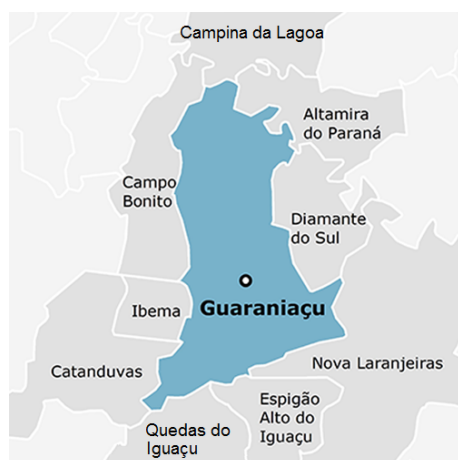 Campina da Lagoa
Altamira
do Paraná
Campo
Bonito
Diamante
do Sul
Guaraniaçu
Ibema
Nova Laranjeiras
Catanduvas
Espigão
Alto do
Iguaçu
Quedas do
Iguaçu